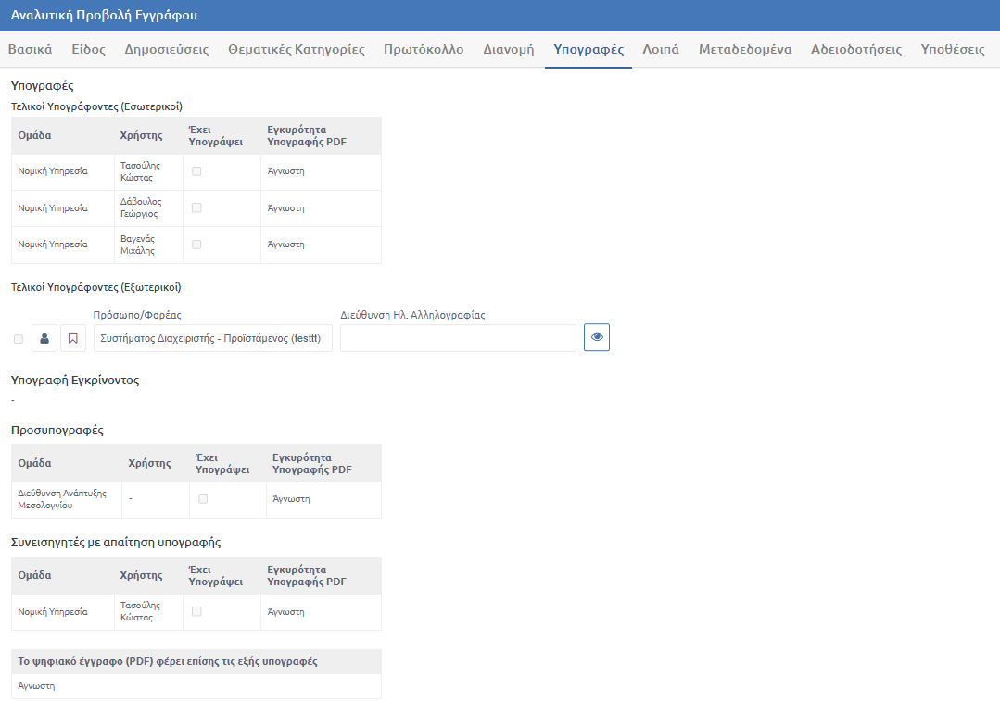 Αναλυτική Προβολή Εγγράφου
Βασικά Είδος Δημοσιεύσεις Θεματικές Κατηγορίες Πρωτόκολλο Διανομή Υπογραφές Λοιπά Μεταδεδομένα Αδειοδοτήσεις Υποθέσεις
Υπογραφές
Τελικοί Υπογράφοντες (Εσωτερικοί)
Ομάδα Χρήστης Έχει Υπογράψει Εγκυρότητα Υπογραφής PDF
Νομική Υπηρεσία Τασούλης Κώστας Άγνωστη
Νομική Υπηρεσία Δάβουλος Γεώργιος Άγνωστη
Νομική Υπηρεσία Βαγενάς Μιχάλης Άγνωστη
Τελικοί Υπογράφοντες (Εξωτερικοί)
Πρόσωπο/Φορέας Διεύθυνση Ηλ. Αλληλογραφίας
Συστήματος Διαχειριστής - Προϊστάμενος (testtt)
Υπογραφή Εγκρίνοντος
-
Προσυπογραφές
Ομάδα Χρήστης Έχει Υπογράψει Εγκυρότητα Υπογραφής PDF
Διεύθυνση Ανάπτυξης Μεσολογγίου - Άγνωστη
Συνεισηγητές με απαίτηση υπογραφής
Ομάδα Χρήστης Έχει Υπογράψει Εγκυρότητα Υπογραφής PDF
Νομική Υπηρεσία Τασούλης Κώστας Άγνωστη
Το ψηφιακό έγγραφο (PDF) φέρει επίσης τις εξής υπογραφές
Άγνωστη